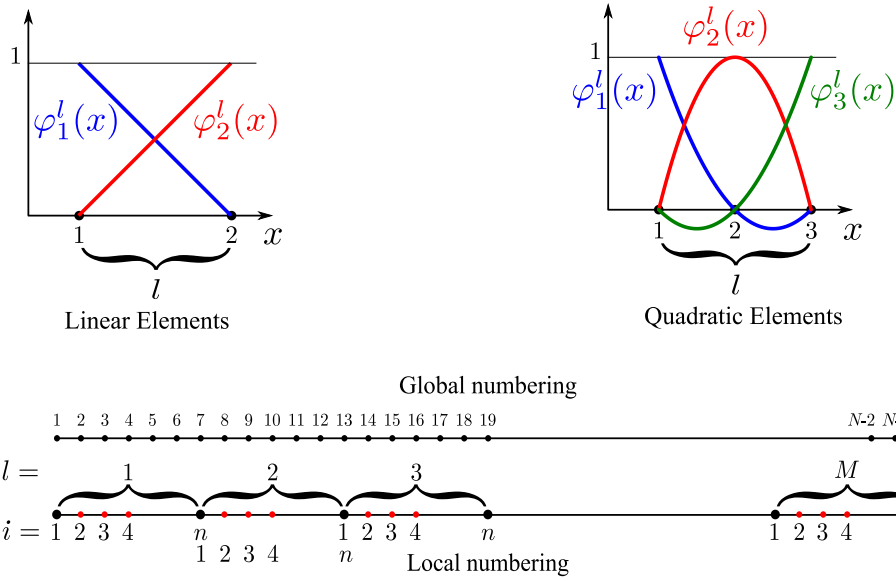 1
φ₁ˡ(x)
φ₂ˡ(x)
1
2
x
l
Linear Elements
1
φ₂ˡ(x)
φ₁ˡ(x)
φ₃ˡ(x)
1
2
3
x
l
Quadratic Elements
Global numbering
1 2 3 4 5 6 7 8 9 10 11 12 13 14 15 16 17 18 19 N-2 N-
l = 1 2 3 M
i = 1 2 3 4 n 1 2 3 4 n 1 2 3 4
1 2 3 4 n
Local numbering